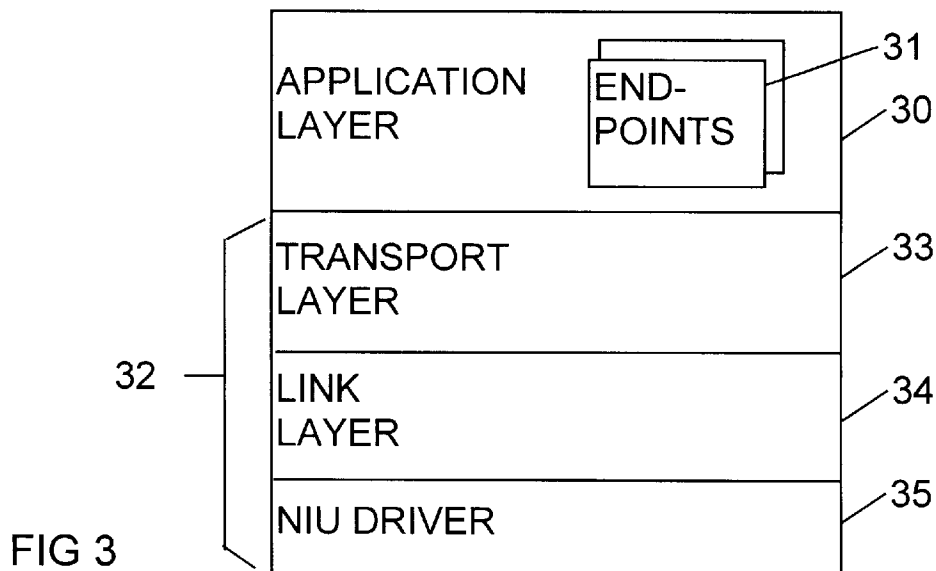 APPLICATION
LAYER
END-
POINTS
31
30
TRANSPORT
LAYER
33
32
LINK
LAYER
34
NIU DRIVER
35
FIG 3